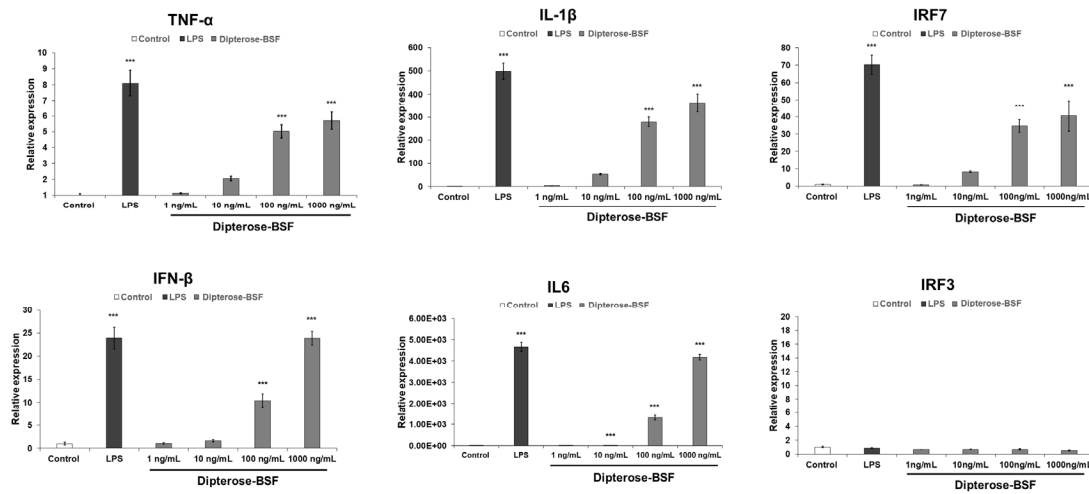 TNF-α
Control LPS Dipterose-BSF
Relative expression
10
9
8
7
6
5
4
3
2
1
***
***
***
Control LPS 1 ng/mL 10 ng/mL 100 ng/mL 1000 ng/mL
Dipterose-BSF
IL-1β
Control LPS Dipterose-BSF
Relative expression
600
500
400
300
200
100
0
***
***
***
Control LPS 1 ng/mL 10 ng/mL 100 ng/mL 1000 ng/mL
Dipterose-BSF
IRF7
Control LPS Dipterose-BSF
Relative expression
80
70
60
50
40
30
20
10
0
***
***
***
Control LPS 1ng/mL 10ng/mL 100ng/mL 1000ng/mL
Dipterose-BSF
IFN-β
Control LPS Dipterose-BSF
Relative expression
30
25
20
15
10
5
0
***
***
***
Control LPS 1 ng/mL 10 ng/mL 100 ng/mL 1000 ng/mL
Dipterose-BSF
IL6
Control LPS Dipterose-BSF
Relative expression
6.00E+03
5.00E+03
4.00E+03
3.00E+03
2.00E+03
1.00E+03
0.00E+00
***
***
***
***
Control LPS 1 ng/mL 10 ng/mL 100 ng/mL 1000 ng/mL
Dipterose-BSF
IRF3
Control LPS Dipterose-BSF
Relative expression
20
18
16
14
12
10
8
6
4
2
0
Control LPS 1ng/mL 10ng/mL 100ng/mL 1000ng/mL
Dipterose-BSF